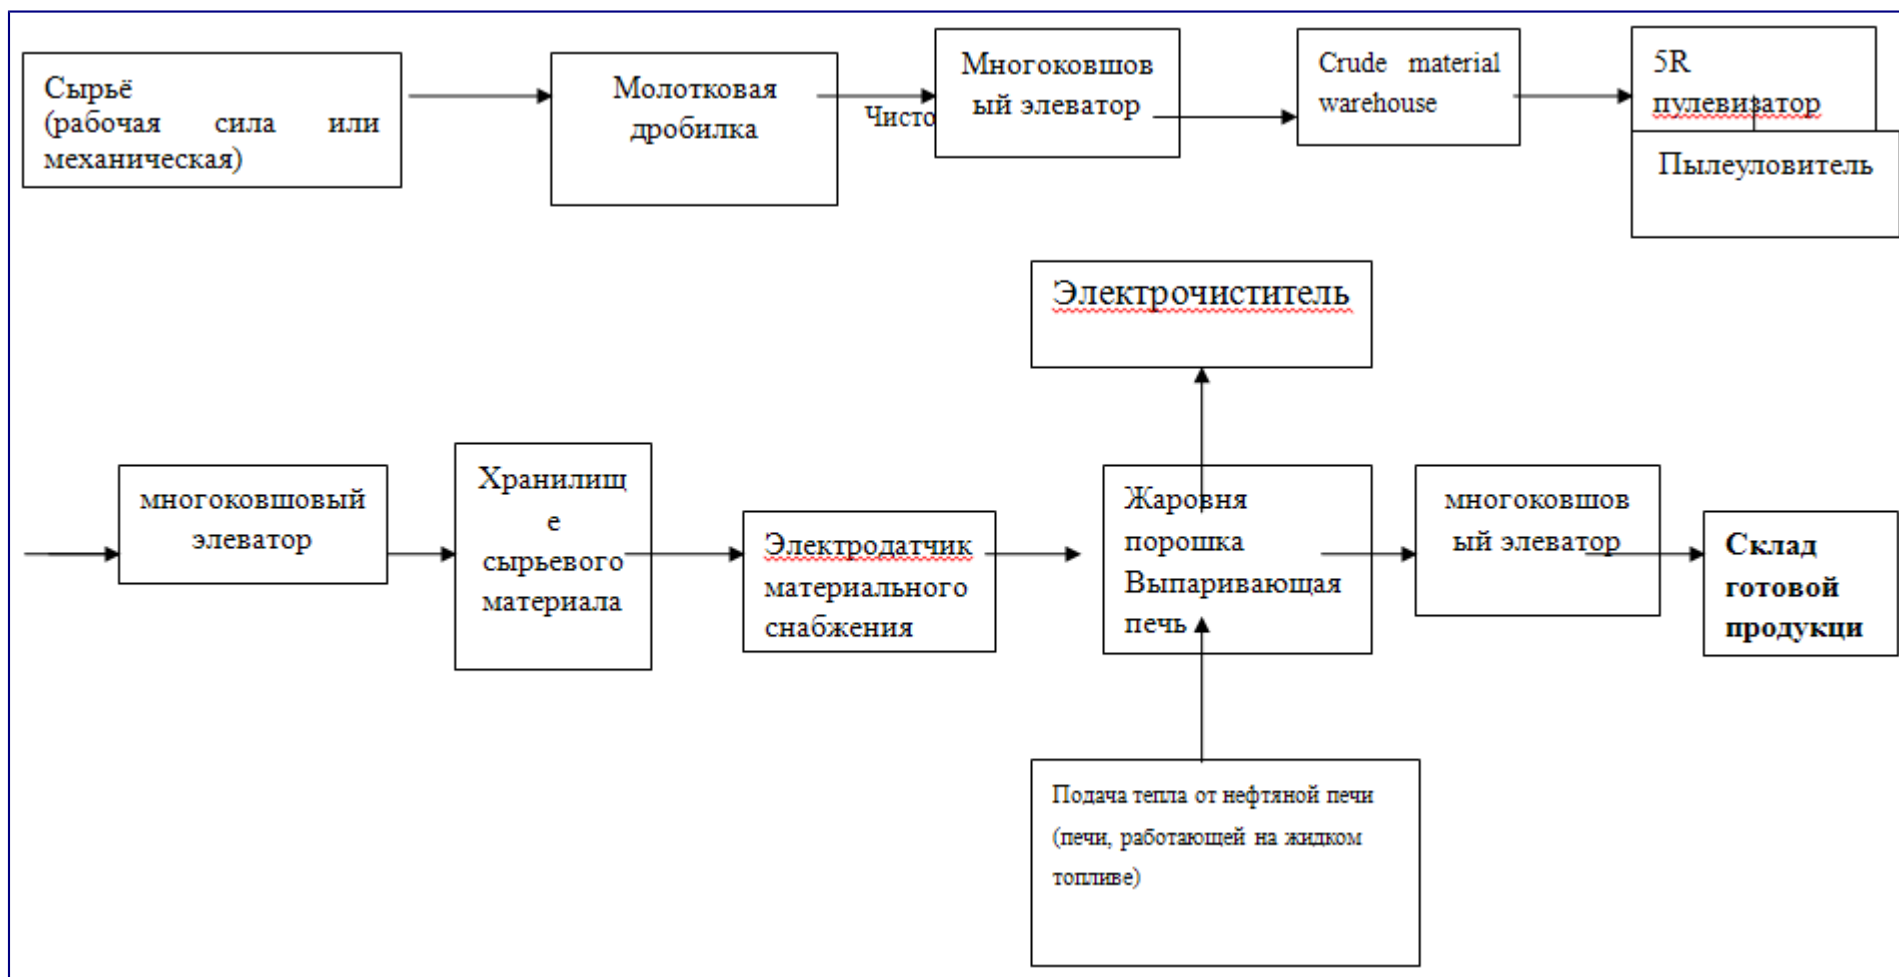 Сырьё
(рабочая сила или
механическая)
Молотковая
дробилка
Чисто
Многоковшов
ый элеватор
Crude material
warehouse
5R
пулевизатор
Пылеуловитель
Электрочиститель
многоковшовый
элеватор
Хранилищ
е
сырьевого
материала
Электродатчик
материального
снабжения
Жаровня
порошка
Выпаривающая
печь
многоковшов
ый элеватор
Склад
готовой
продукци
Подача тепла от нефтяной печи
(печи, работающей на жидком
топливе)